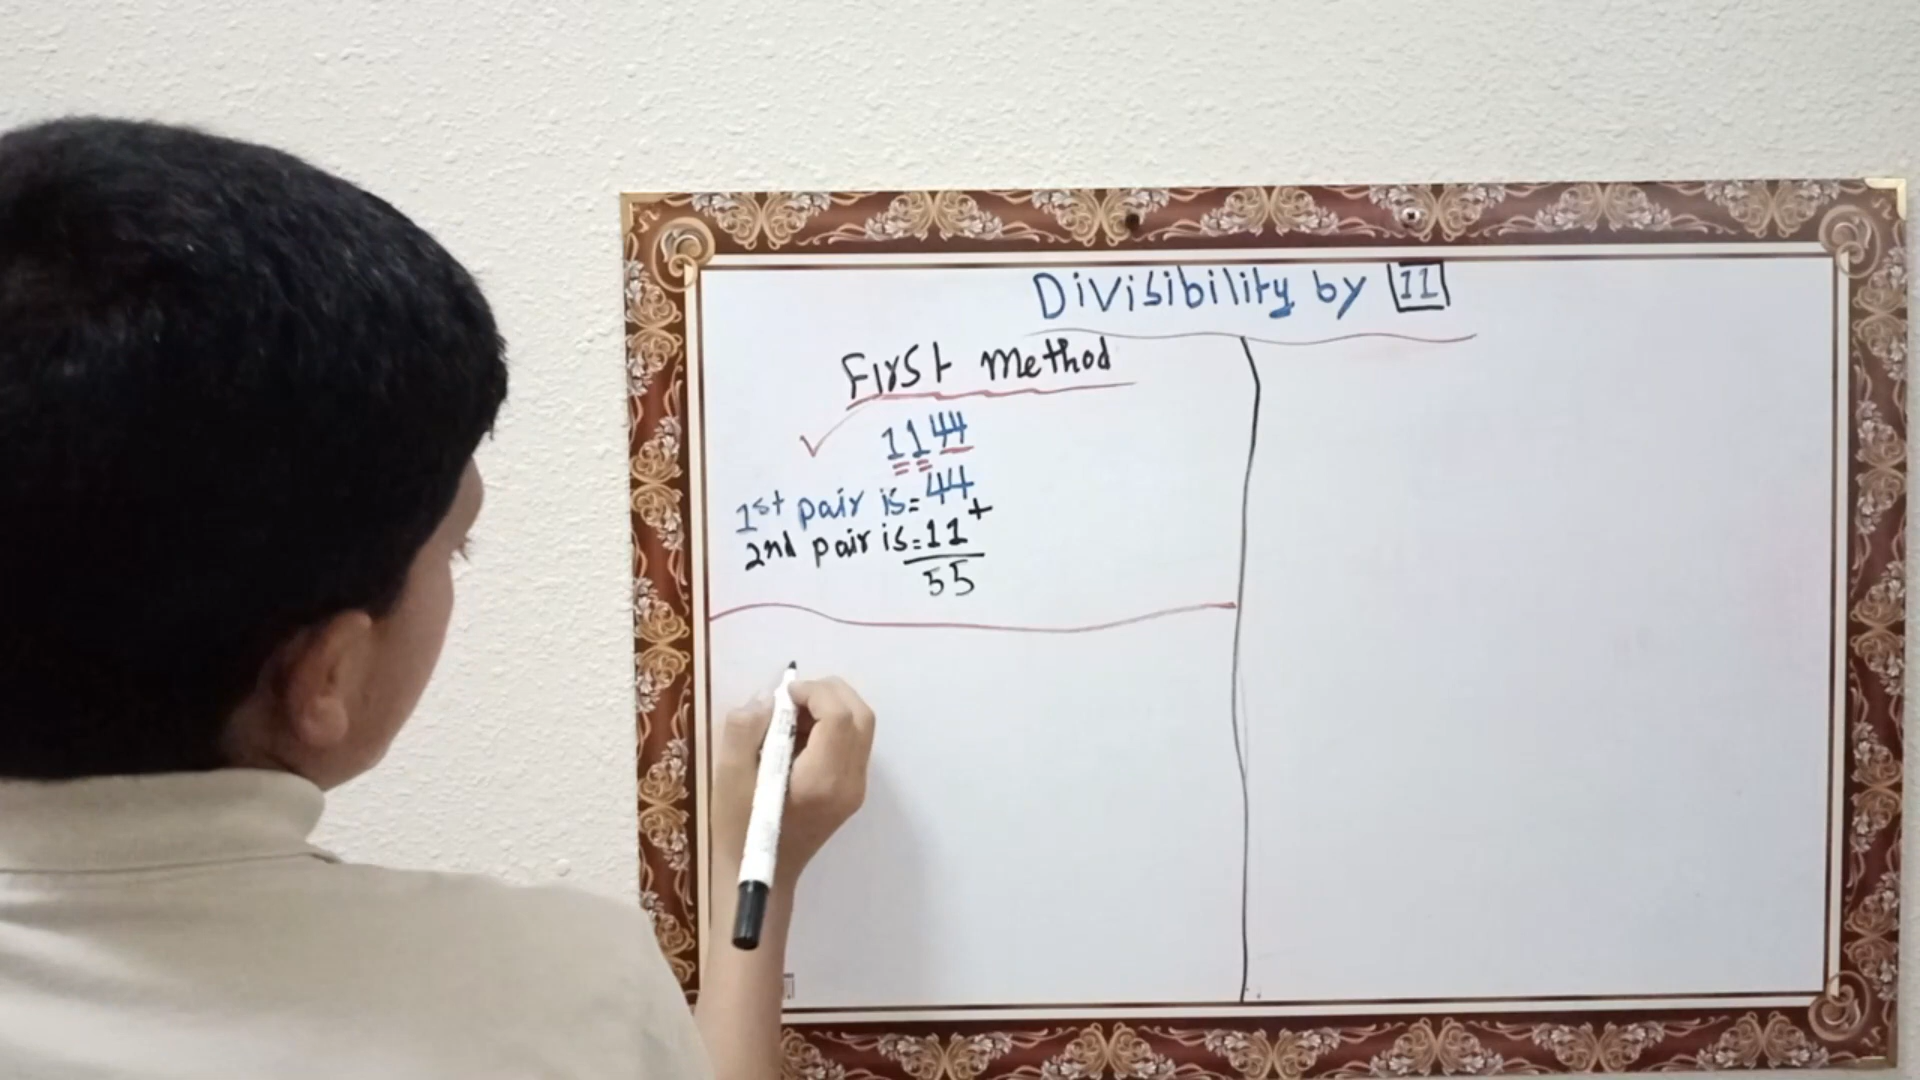 Divisibility by 11
First Method
1144
1st pair is=44
+
2nd pair is=11
55